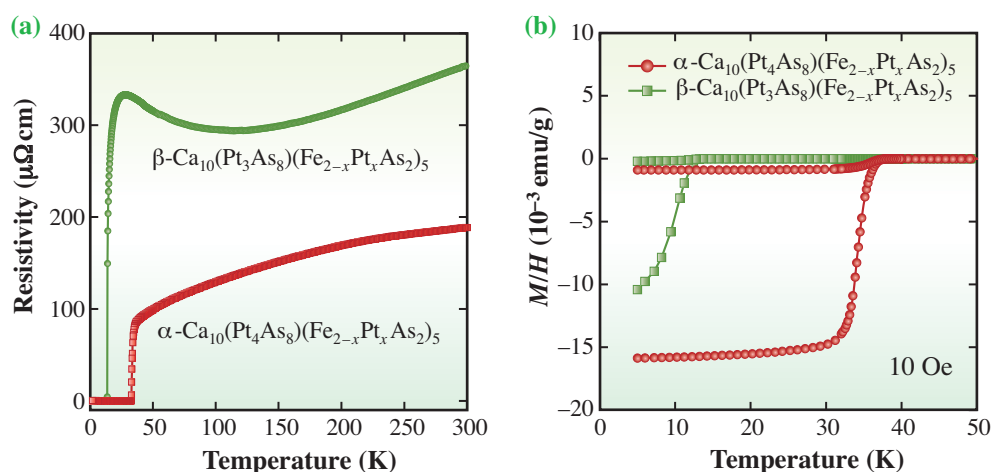 (a)
400
300
200
100
0
Resistivity (μΩ cm)
β-Ca₁₀(Pt₃As₈)(Fe₂₋ₓPtₓAs₂)₅
α-Ca₁₀(Pt₄As₈)(Fe₂₋ₓPtₓAs₂)₅
0 50 100 150 200 250 300
Temperature (K)
(b)
10
5
0
−5
−10
−15
−20
M/H (10⁻³ emu/g)
α-Ca₁₀(Pt₄As₈)(Fe₂₋ₓPtₓAs₂)₅
β-Ca₁₀(Pt₃As₈)(Fe₂₋ₓPtₓAs₂)₅
10 Oe
0 10 20 30 40 50
Temperature (K)